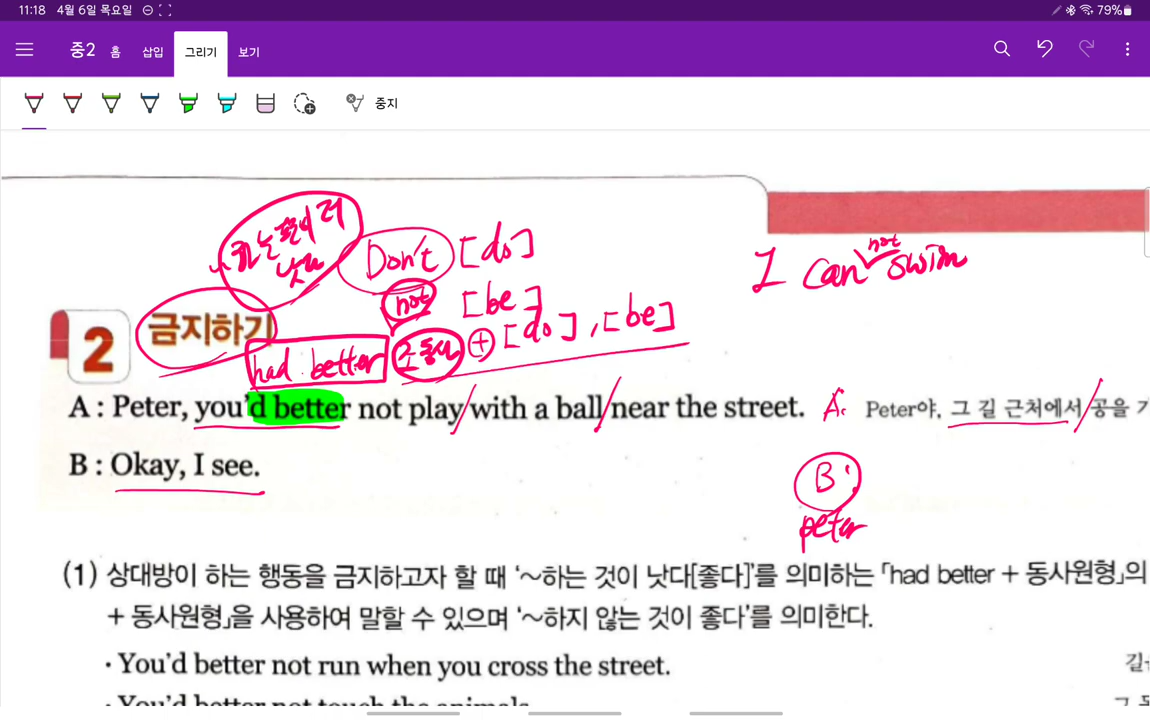 11:18 4월 6일 목요일 79%
중2 홈 삽입 그리기 보기
중지
Don't [do]
I can not swim
not [be]
2 금지하기
had better 조동사 + [do], [be]
A : Peter, you'd better not play/with a ball/near the street. A: Peter야, 그 길 근처에서/공을
B : Okay, I see.
B:
peter
(1) 상대방이 하는 행동을 금지하고자 할 때 '~하는 것이 낫다[좋다]'를 의미하는 「had better + 동사원형」의
+ 동사원형」을 사용하여 말할 수 있으며 '~하지 않는 것이 좋다'를 의미한다.
· You'd better not run when you cross the street.
· You'd better not touch the animals.